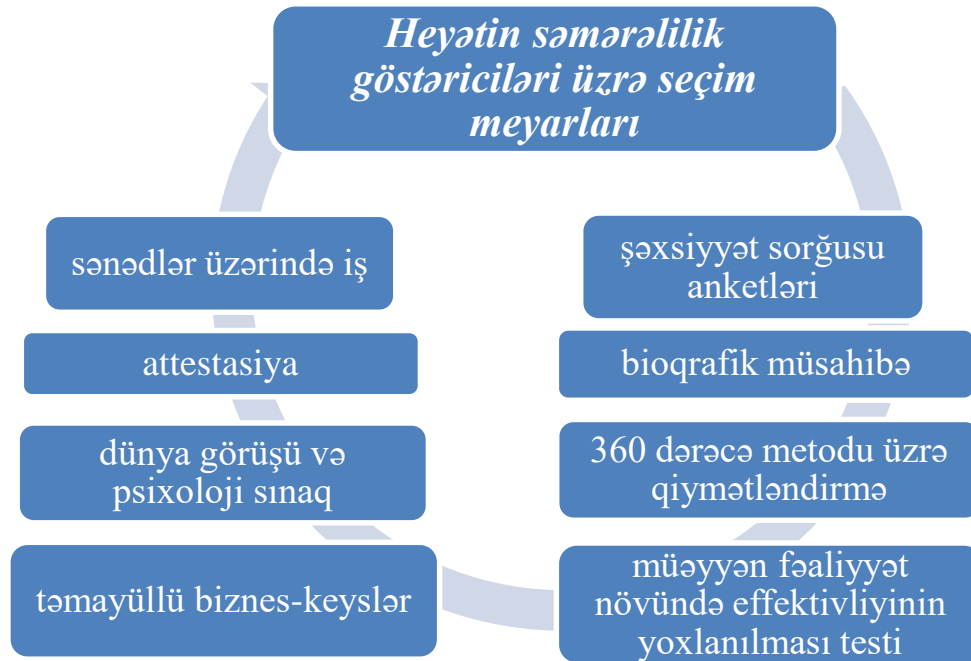 Heyətin səmərəlilik
göstəriciləri üzrə seçim
meyarları
şəxsiyyət sorğusu
anketləri
bioqrafik müsahibə
360 dərəcə metodu üzrə
qiymətləndirmə
müəyyən fəaliyyət
növündə effektivliyinin
yoxlanılması testi
təmayüllü biznes-keyslər
dünya görüşü və
psixoloji sınaq
attestasiya
sənədlər üzərində iş